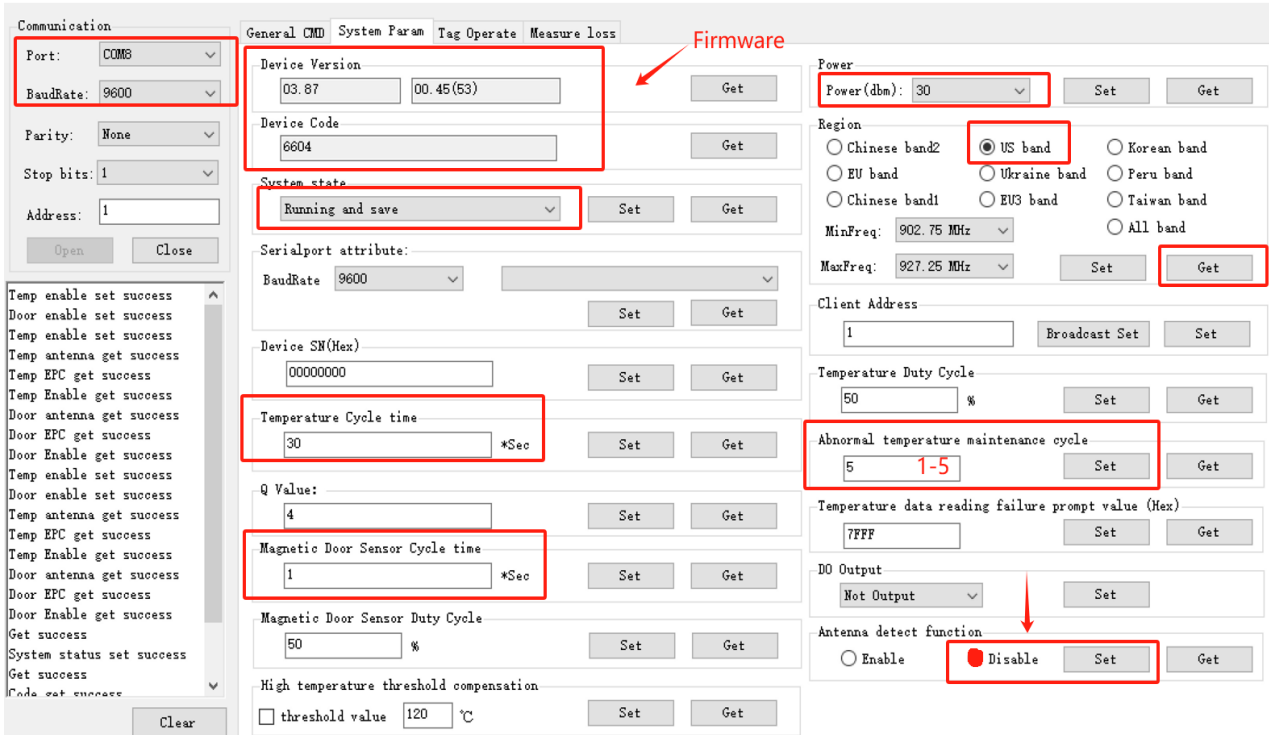 Communication
Port: COM8
BaudRate: 9600
Parity: None
Stop bits: 1
Address: 1
Open Close
Temp enable set success
Door enable set success
Temp enable set success
Temp antenna get success
Temp EPC get success
Temp Enable get success
Door antenna get success
Door EPC get success
Door Enable get success
Temp enable set success
Door enable set success
Temp antenna get success
Temp EPC get success
Temp Enable get success
Door antenna get success
Door EPC get success
Door Enable get success
Get success
System status set success
Get success
Code get success
Clear
General CMD System Param Tag Operate Measure loss
Firmware
Device Version
03.87 00.45(53) Get
Device Code
6604 Get
System state
Running and save Set Get
Serialport attribute:
BaudRate 9600
Set Get
Device SN(Hex)
00000000 Set Get
Temperature Cycle time
30 *Sec Set Get
Q Value:
4 Set Get
Magnetic Door Sensor Cycle time
1 *Sec Set Get
Magnetic Door Sensor Duty Cycle
50 % Set Get
High temperature threshold compensation
threshold value 120 ℃ Set Get
Power
Power(dbm): 30 Set Get
Region
Chinese band2 US band Korean band
EU band Ukraine band Peru band
Chinese band1 EU3 band Taiwan band
All band
MinFreq: 902.75 MHz
MaxFreq: 927.25 MHz Set Get
Client Address
1 Broadcast Set Set
Temperature Duty Cycle
50 % Set Get
Abnormal temperature maintenance cycle
5 1-5 Set Get
Temperature data reading failure prompt value (Hex)
7FFF Set Get
DO Output
Not Output Set
Antenna detect function
Enable Disable Set Get